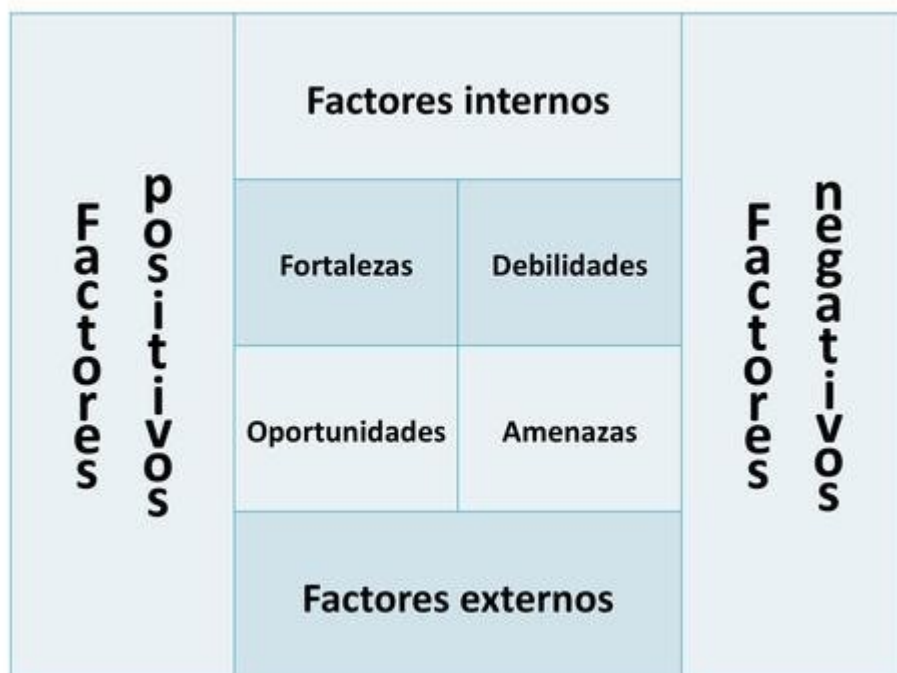 Factores internos
Factores
positivos
Fortalezas
Debilidades
Oportunidades
Amenazas
Factores
negativos
Factores externos